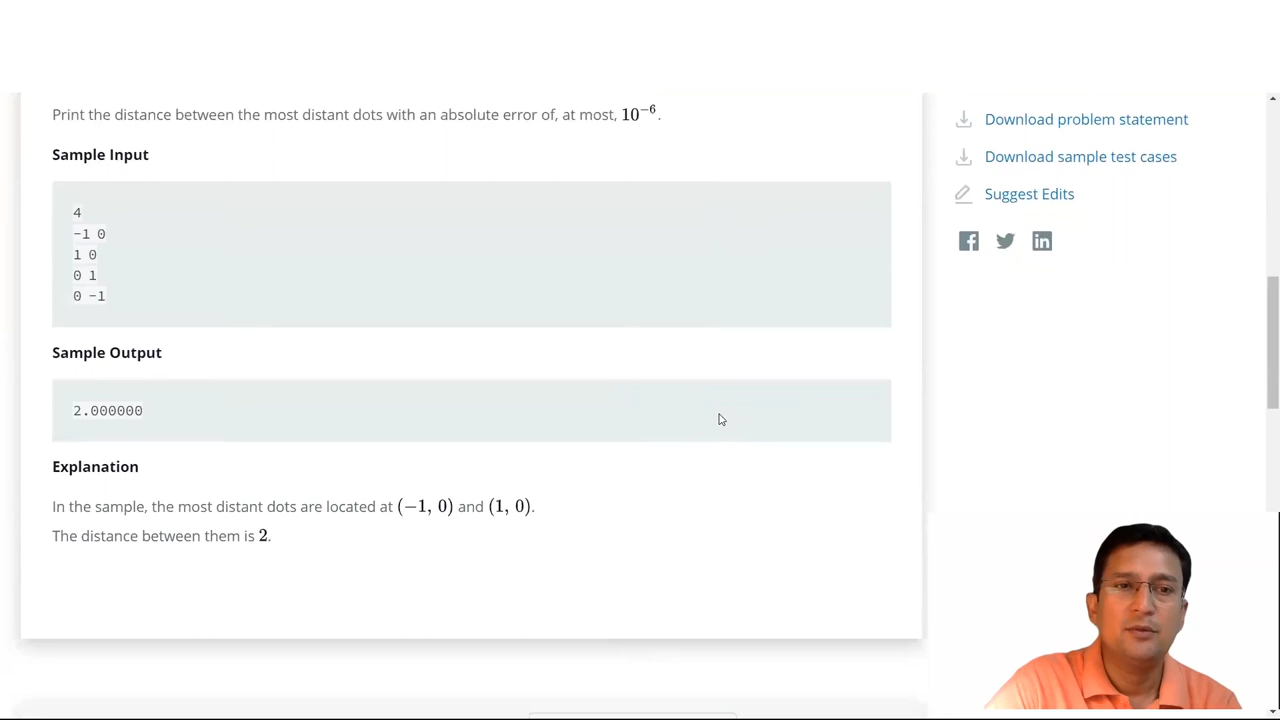 Print the distance between the most distant dots with an absolute error of, at most, 10⁻⁶.
Sample Input
4
-1 0
1 0
0 1
0 -1
Sample Output
2.000000
Explanation
In the sample, the most distant dots are located at (−1, 0) and (1, 0).
The distance between them is 2.
Download problem statement
Download sample test cases
Suggest Edits